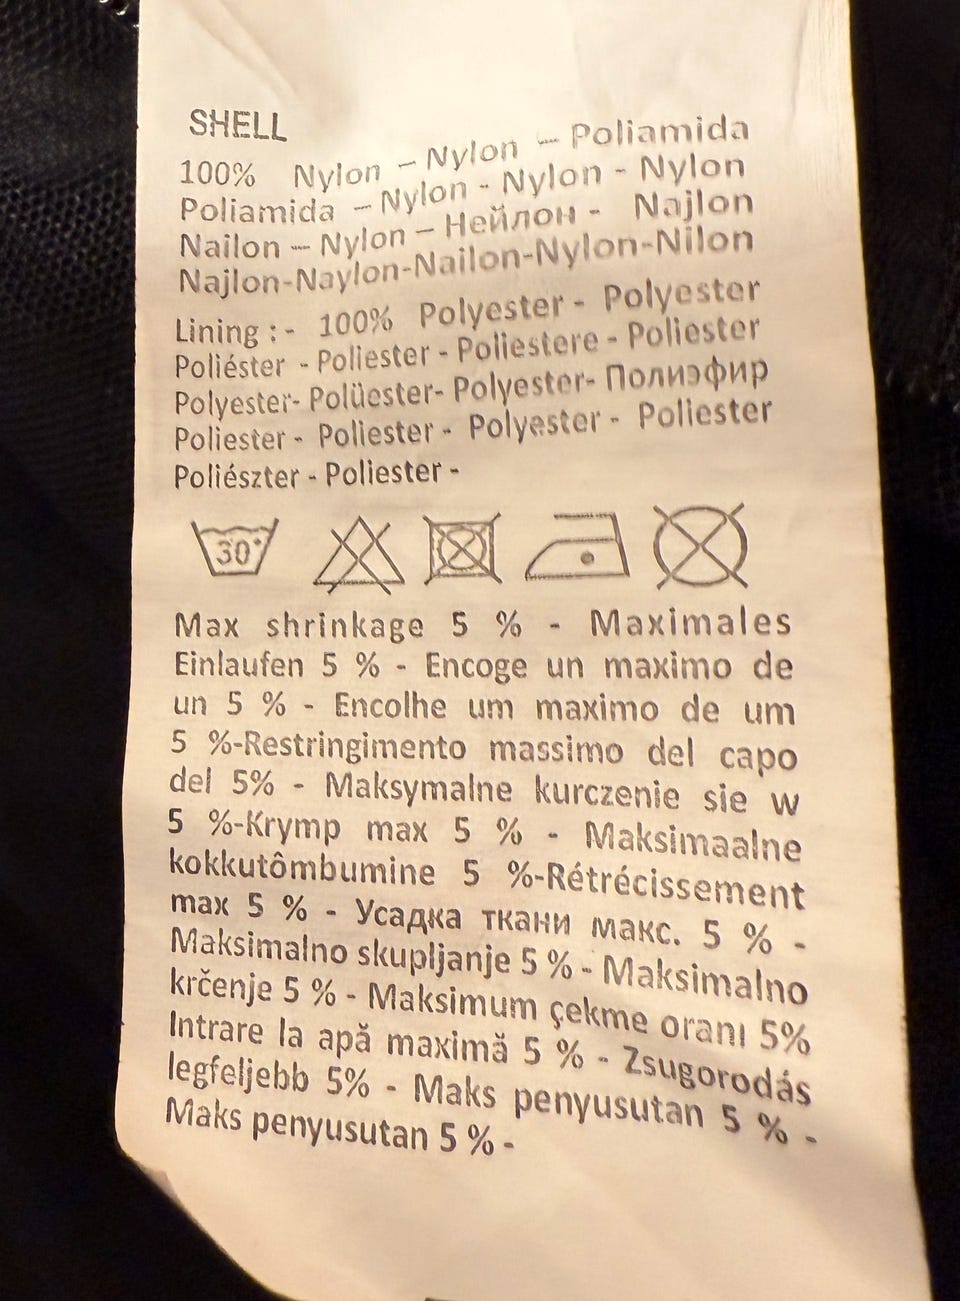 SHELL
100% Nylon – Nylon – Poliamida
Poliamida – Nylon - Nylon - Nylon
Nailon – Nylon – Нейлон - Najlon
Najlon-Naylon-Nailon-Nylon-Nilon
Lining : - 100% Polyester - Polyester
Poliéster - Poliester - Poliestere - Poliester
Polyester- Polüester- Polyester- Полиэфир
Poliester - Poliester - Polyester - Poliester
Poliészter - Poliester -
30°
Max shrinkage 5 % - Maximales
Einlaufen 5 % - Encoge un maximo de
un 5 % - Encolhe um maximo de um
5 %-Restringimento massimo del capo
del 5% - Maksymalne kurczenie sie w
5 %-Krymp max 5 % - Maksimaalne
kokkutômbumine 5 %-Rétrécissement
max 5 % - Усадка ткани макс. 5 % -
Maksimalno skupljanje 5 % - Maksimalno
krčenje 5 % - Maksimum çekme oranı 5%
Intrare la apă maximă 5 % - Zsugorodás
legfeljebb 5% - Maks penyusutan 5 % -
Maks penyusutan 5 % -